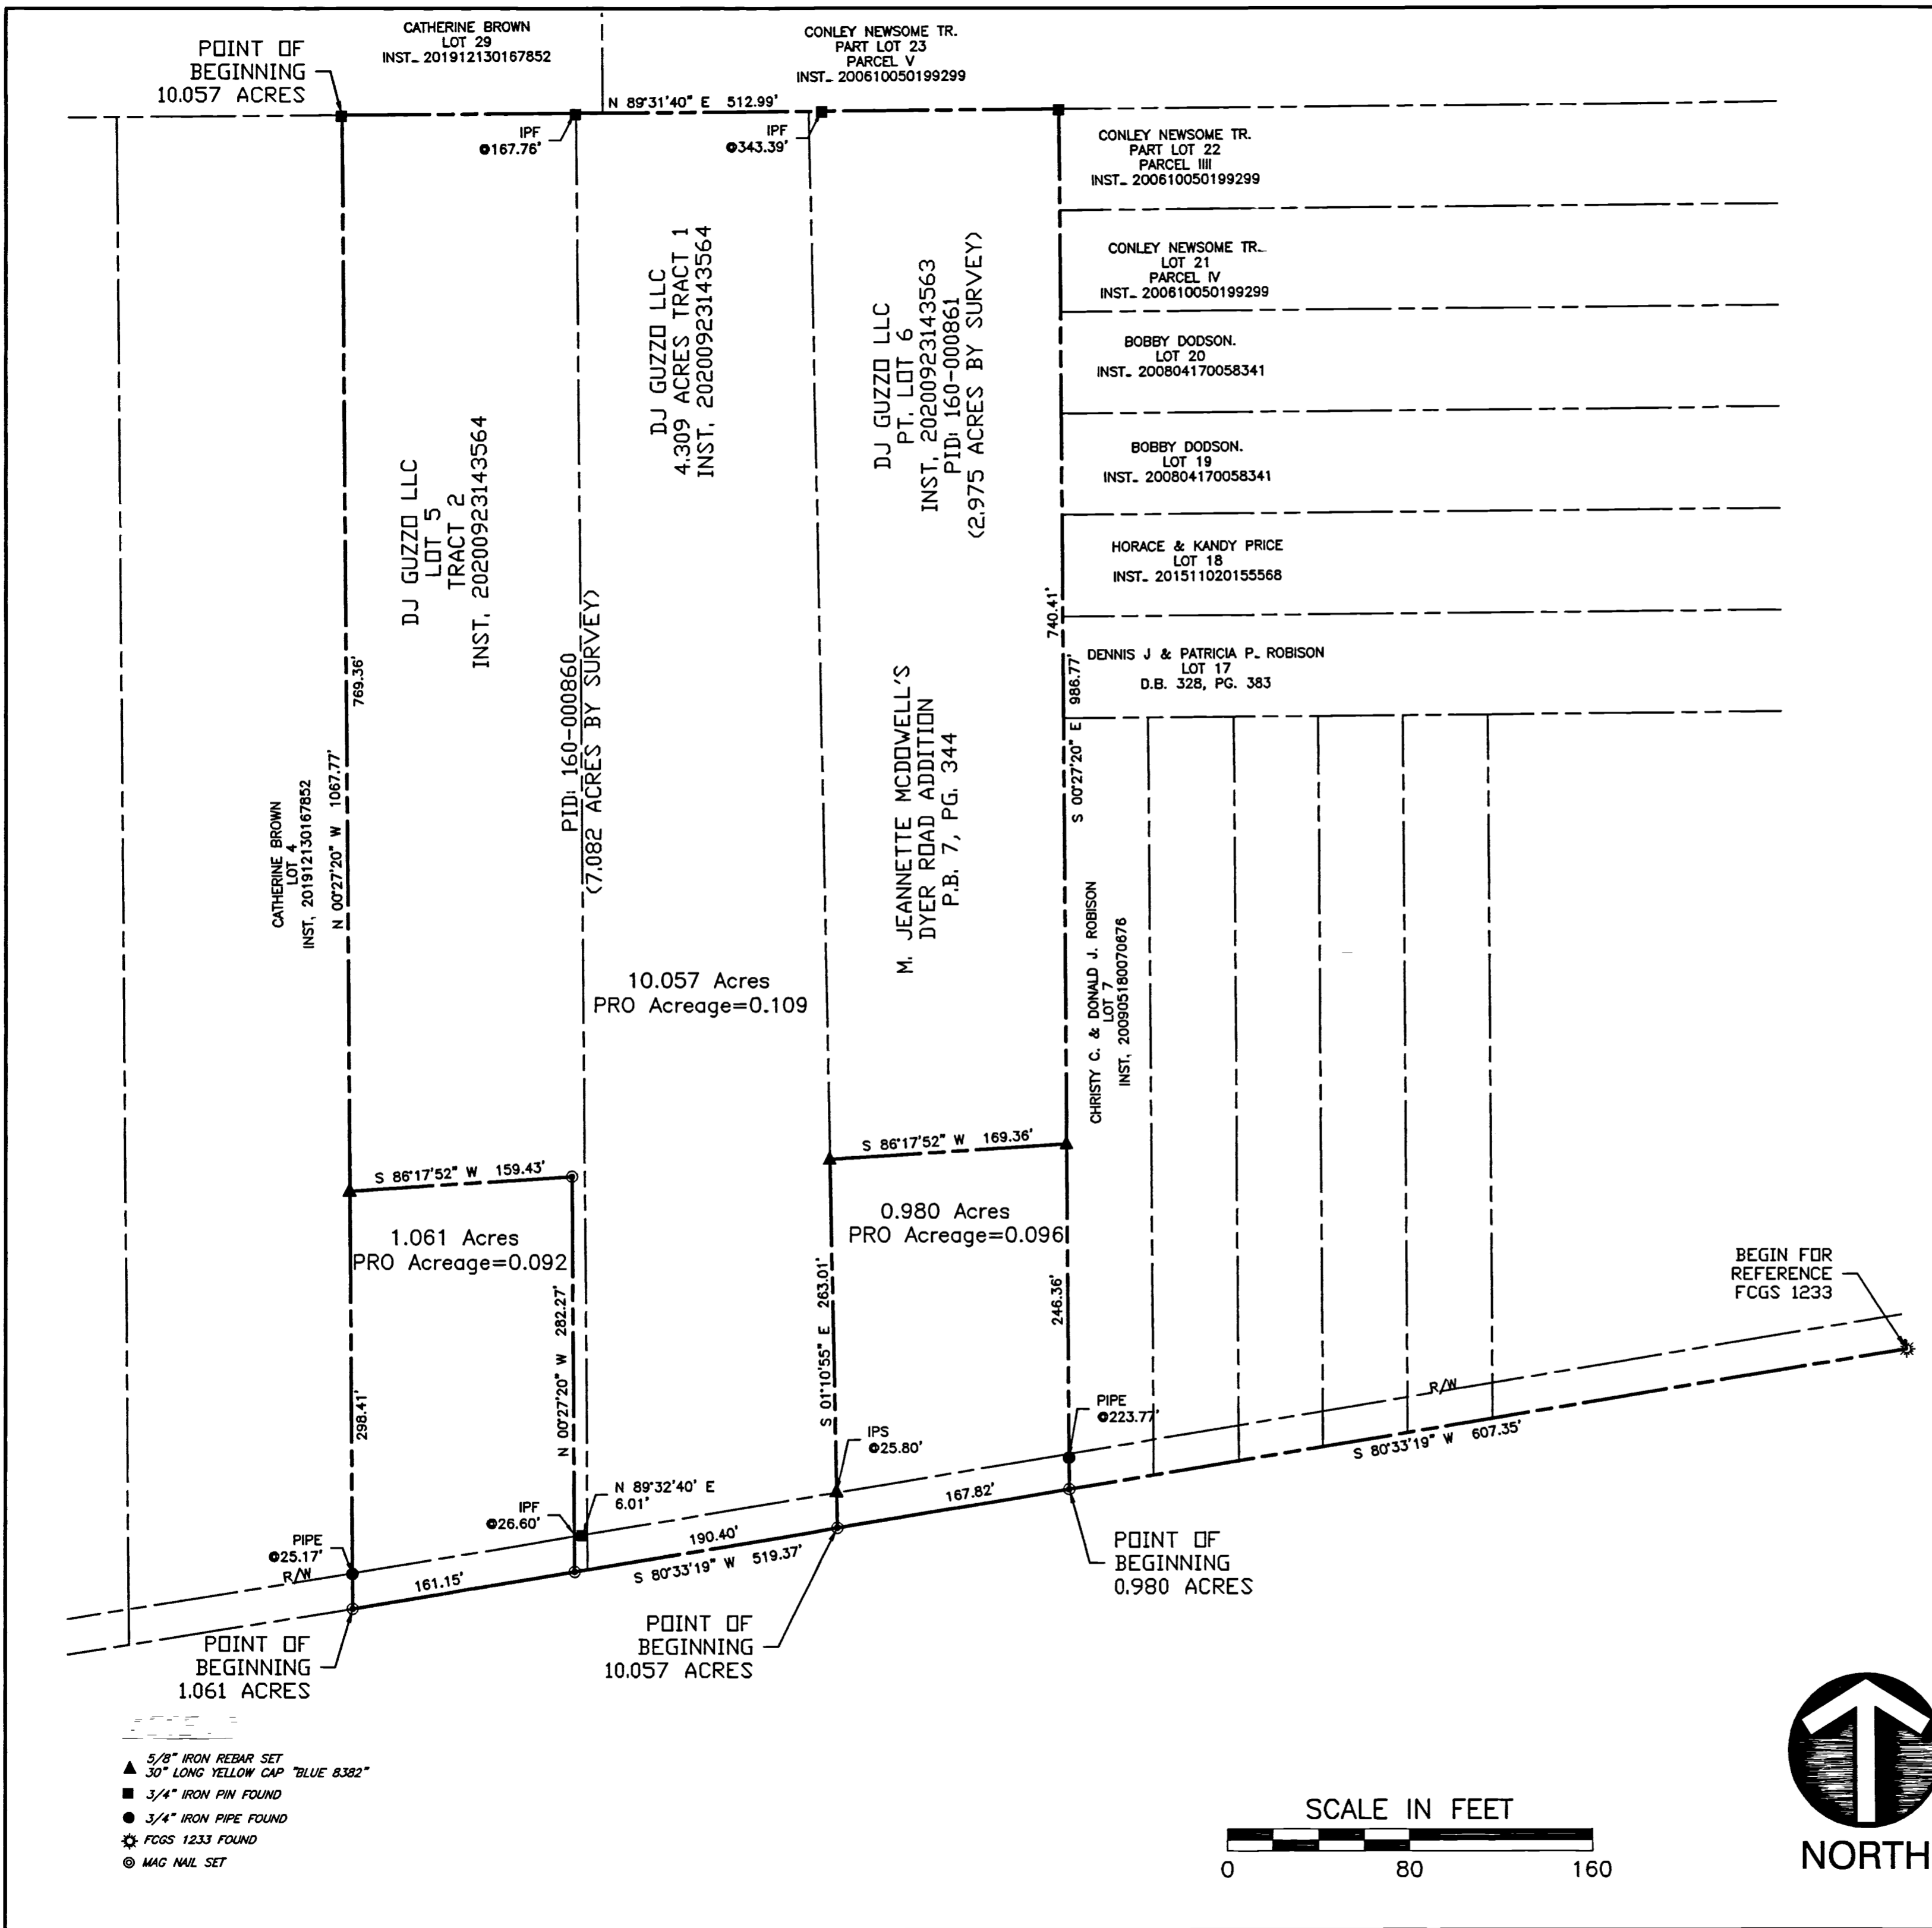 CATHERINE BROWN
LOT 29
INST_ 201912130167852
CONLEY NEWSOME TR.
PART LOT 23
PARCEL V
INST_ 200610050199299
POINT OF
BEGINNING
10.057 ACRES
N 89°31'40" E 512.99'
IPF
@167.76'
IPF
@343.39'
CONLEY NEWSOME TR.
PART LOT 22
PARCEL IIII
INST_ 200610050199299
CONLEY NEWSOME TR_
LOT 21
PARCEL IV
INST_ 200610050199299
BOBBY DODSON.
LOT 20
INST_ 200804170058341
BOBBY DODSON.
LOT 19
INST_ 200804170058341
HORACE & KANDY PRICE
LOT 18
INST_ 201511020155568
DENNIS J & PATRICIA P_ ROBISON
LOT 17
D.B. 328, PG. 383
DJ GUZZO LLC
LOT 5
TRACT 2
INST. 20200923143564
DJ GUZZO LLC
4.309 ACRES TRACT 1
INST. 20200923143564
DJ GUZZO LLC
PT. LOT 6
INST. 20200923143563
PID: 160-000861
(2.975 ACRES BY SURVEY)
PID: 160-000860
(7.082 ACRES BY SURVEY)
M. JEANNETTE MCDOWELL'S
DYER ROAD ADDITION
P.B. 7, PG. 344
CATHERINE BROWN
LOT 4
INST. 201912130167852
N 00°27'20" W 1067.77'
769.36'
740.41'
S 00°27'20" E 986.77'
CHRISTY C. & DONALD J. ROBISON
LOT 7
INST. 200905180070676
10.057 Acres
PRO Acreage=0.109
S 86°17'52" W 159.43'
S 86°17'52" W 169.36'
1.061 Acres
PRO Acreage=0.092
0.980 Acres
PRO Acreage=0.096
298.41'
N 00°27'20" W 282.27'
S 01°10'55" E 263.01'
246.36'
BEGIN FOR
REFERENCE
FCGS 1233
PIPE
@223.77'
R/W
S 80°33'19" W 607.35'
IPS
@25.80'
N 89°32'40' E
6.01'
IPF
@26.60'
PIPE
@25.17'
R/W
161.15'
190.40'
S 80°33'19" W 519.37'
167.82'
POINT OF
BEGINNING
0.980 ACRES
POINT OF
BEGINNING
10.057 ACRES
POINT OF
BEGINNING
1.061 ACRES
5/8" IRON REBAR SET
30" LONG YELLOW CAP "BLUE 8382"
3/4" IRON PIN FOUND
3/4" IRON PIPE FOUND
FCGS 1233 FOUND
MAG NAIL SET
SCALE IN FEET
0 80 160
NORTH